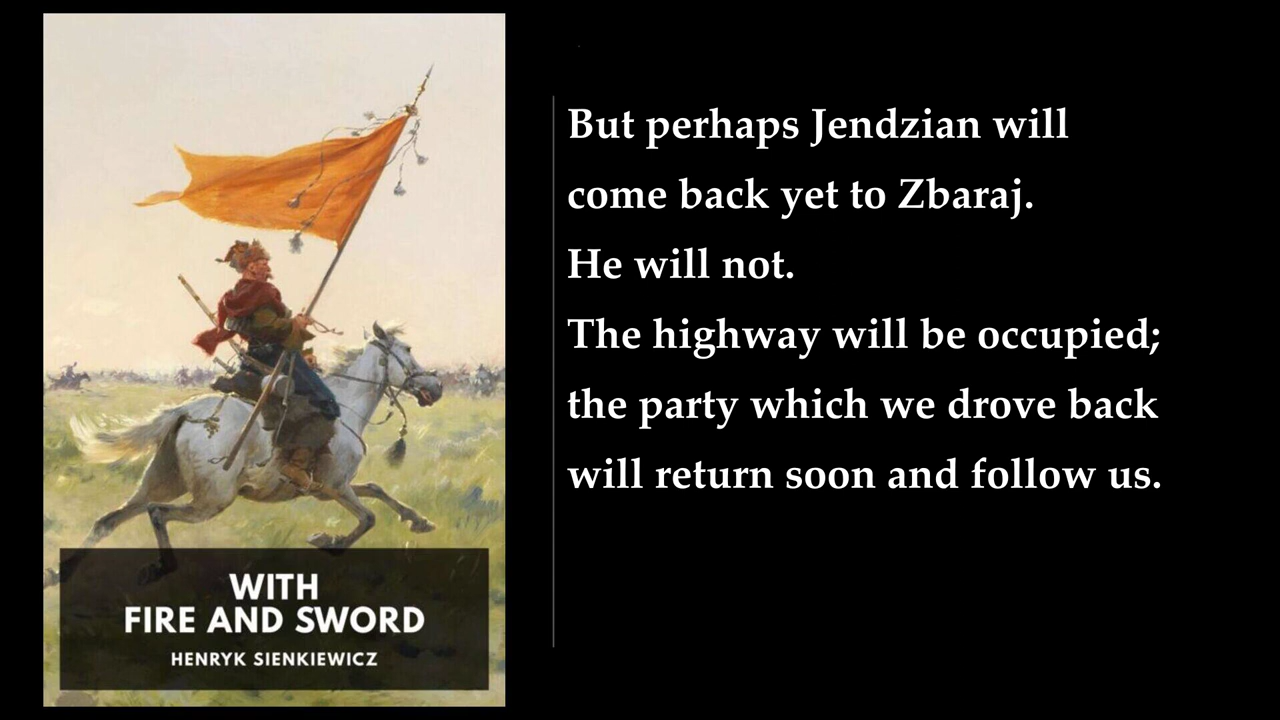 WITH
FIRE AND SWORD
HENRYK SIENKIEWICZ
But perhaps Jendzian will
come back yet to Zbaraj.
He will not.
The highway will be occupied;
the party which we drove back
will return soon and follow us.